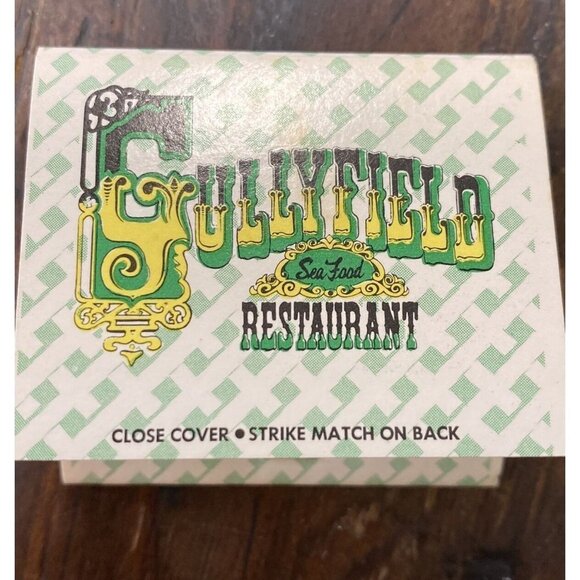 GULLYFIELD
Sea Food
RESTAURANT
CLOSE COVER • STRIKE MATCH ON BACK